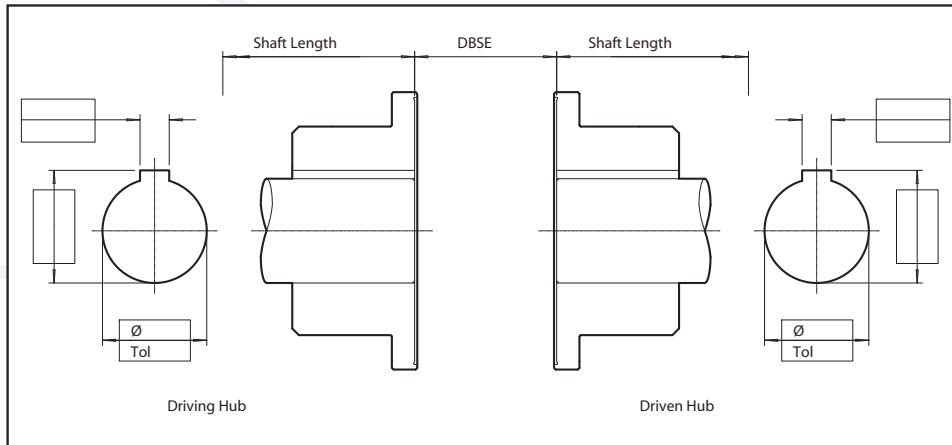 Shaft Length
DBSE
Shaft Length
Ø
Tol
Ø
Tol
Driving Hub
Driven Hub